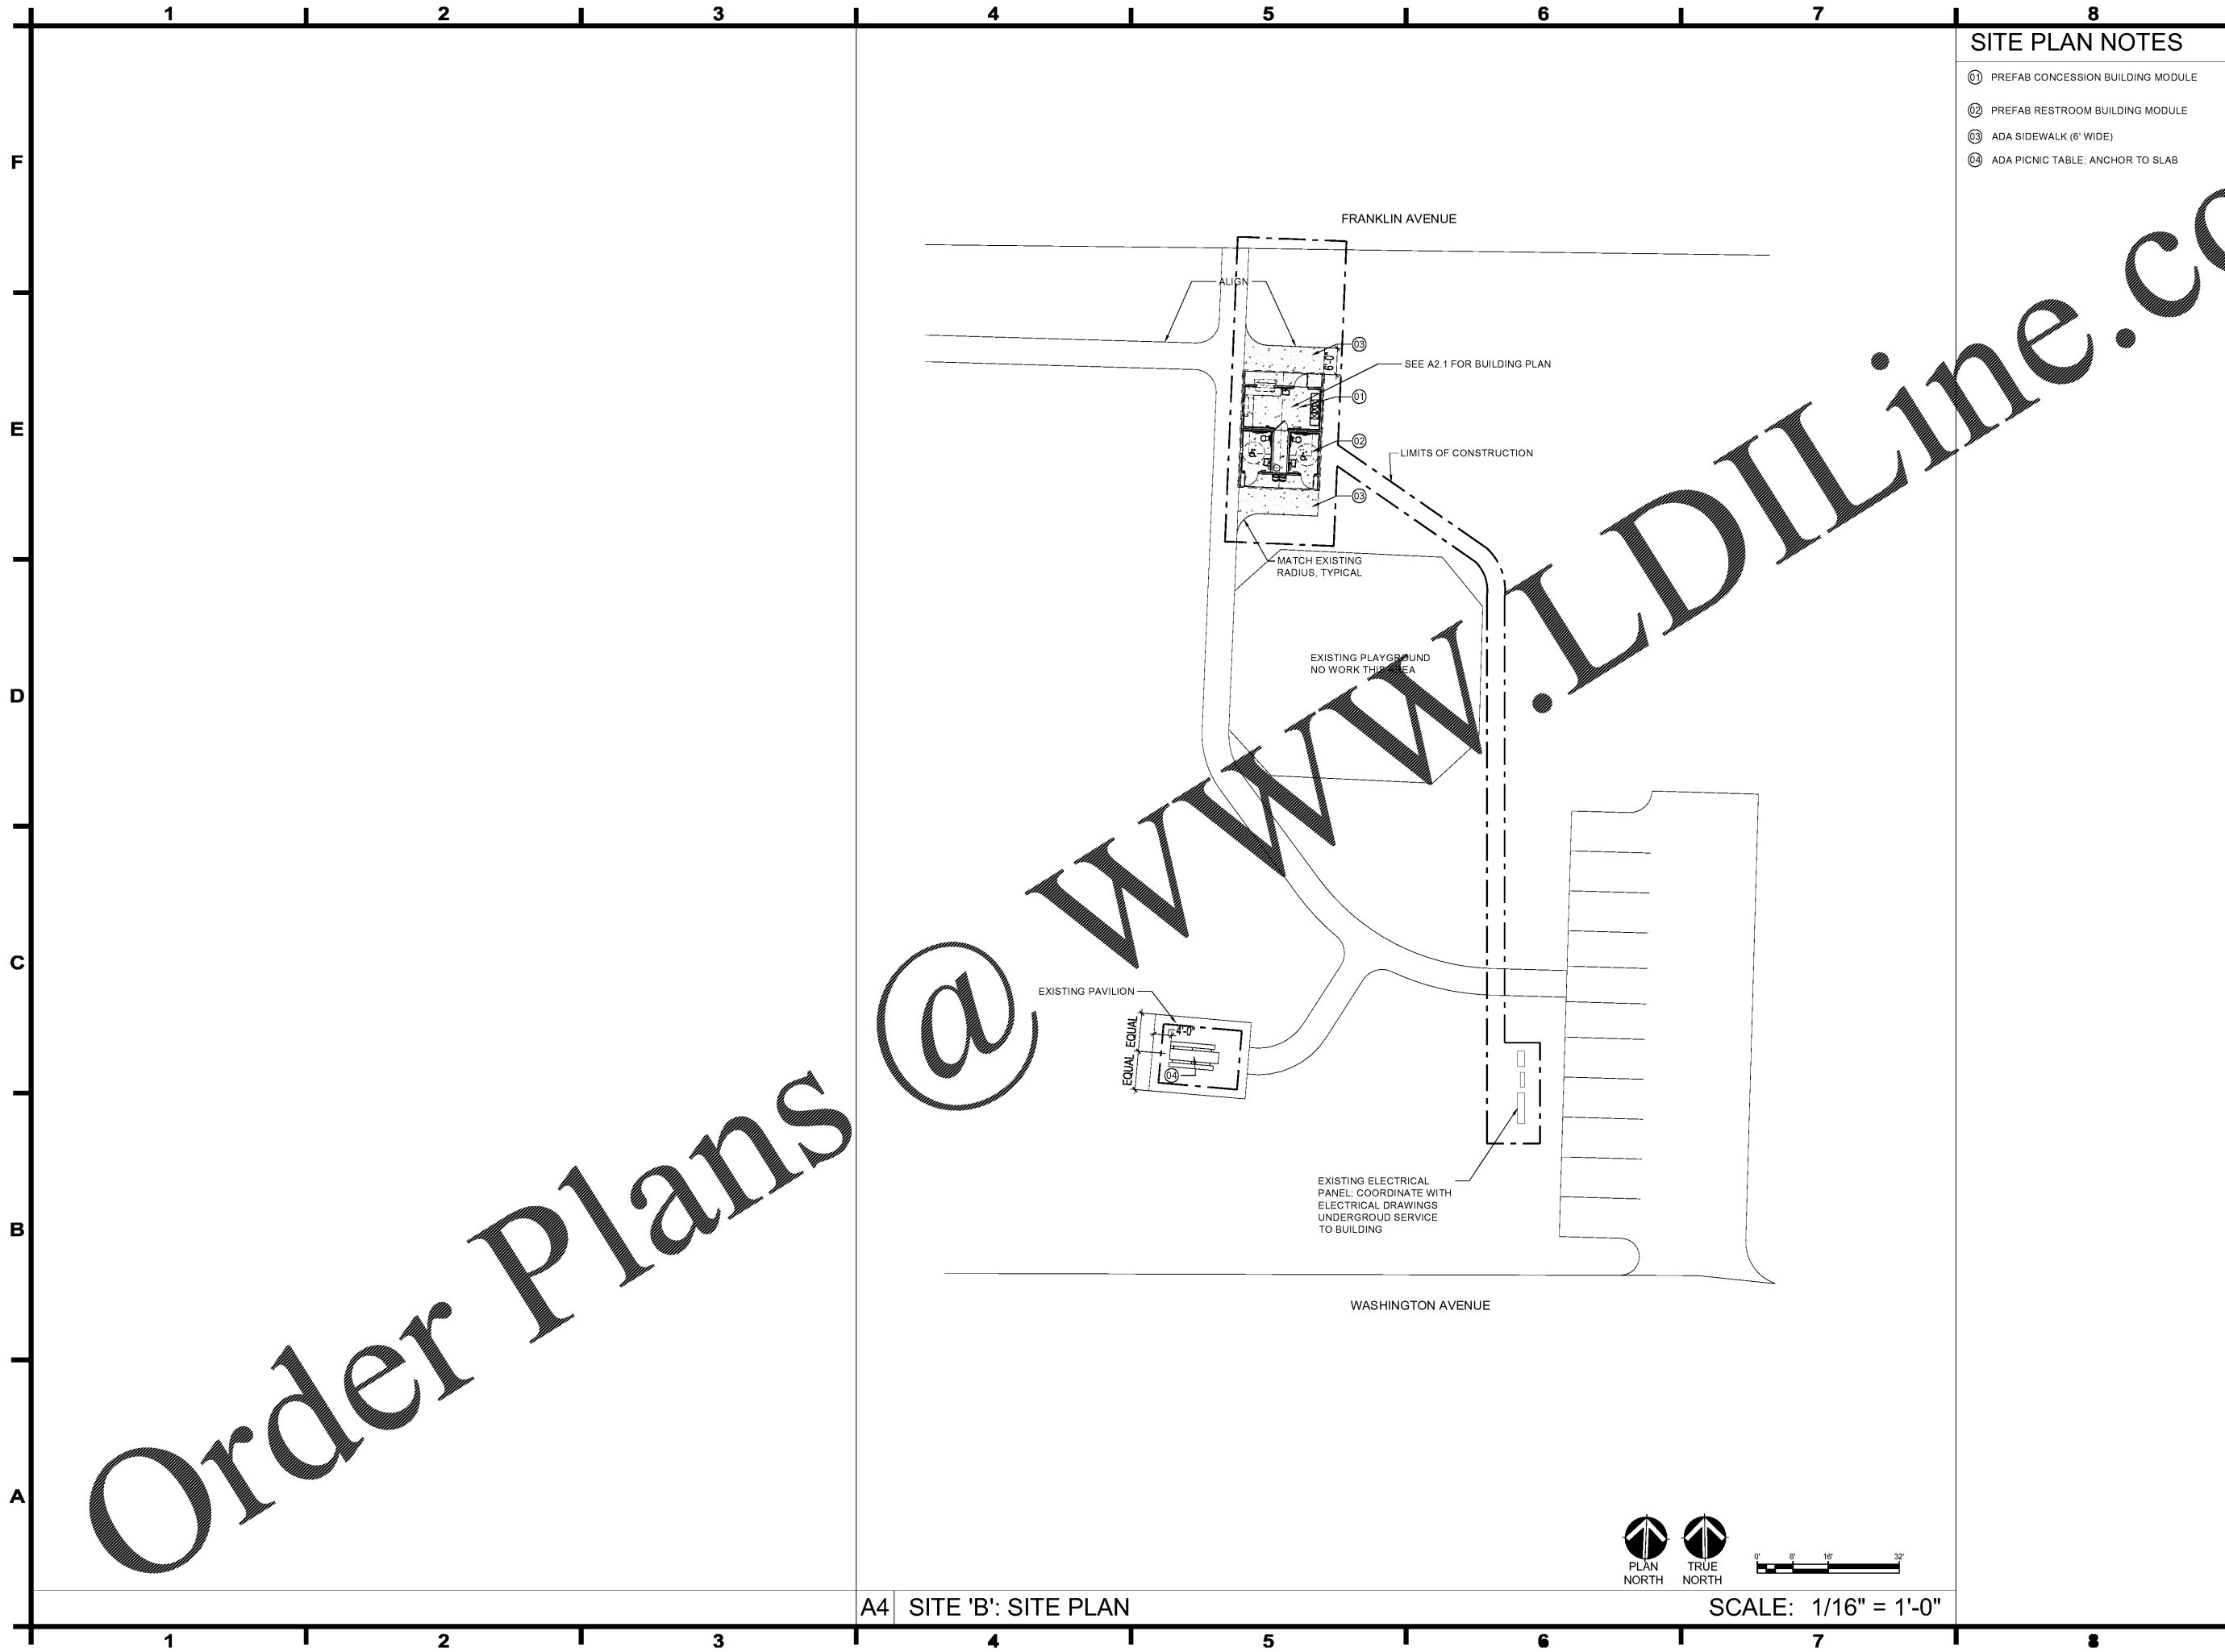 1 2 3 4 5 6 7 8
SITE PLAN NOTES
01 PREFAB CONCESSION BUILDING MODULE
02 PREFAB RESTROOM BUILDING MODULE
03 ADA SIDEWALK (6' WIDE)
04 ADA PICNIC TABLE; ANCHOR TO SLAB
F
FRANKLIN AVENUE
ALIGN
03
6'-0"
SEE A2.1 FOR BUILDING PLAN
01
E
02
LIMITS OF CONSTRUCTION
03
MATCH EXISTING
RADIUS, TYPICAL
EXISTING PLAYGROUND
NO WORK THIS AREA
D
C
EXISTING PAVILION
EQUAL EQUAL
4'-0"
04
EXISTING ELECTRICAL
PANEL; COORDINATE WITH
ELECTRICAL DRAWINGS
UNDERGROUD SERVICE
TO BUILDING
B
WASHINGTON AVENUE
Order Plans @ www.LDILine.co
A
PLAN
NORTH
TRUE
NORTH
0' 8' 16' 32'
A4 SITE 'B': SITE PLAN
SCALE: 1/16" = 1'-0"
1 2 3 4 5 6 7 8